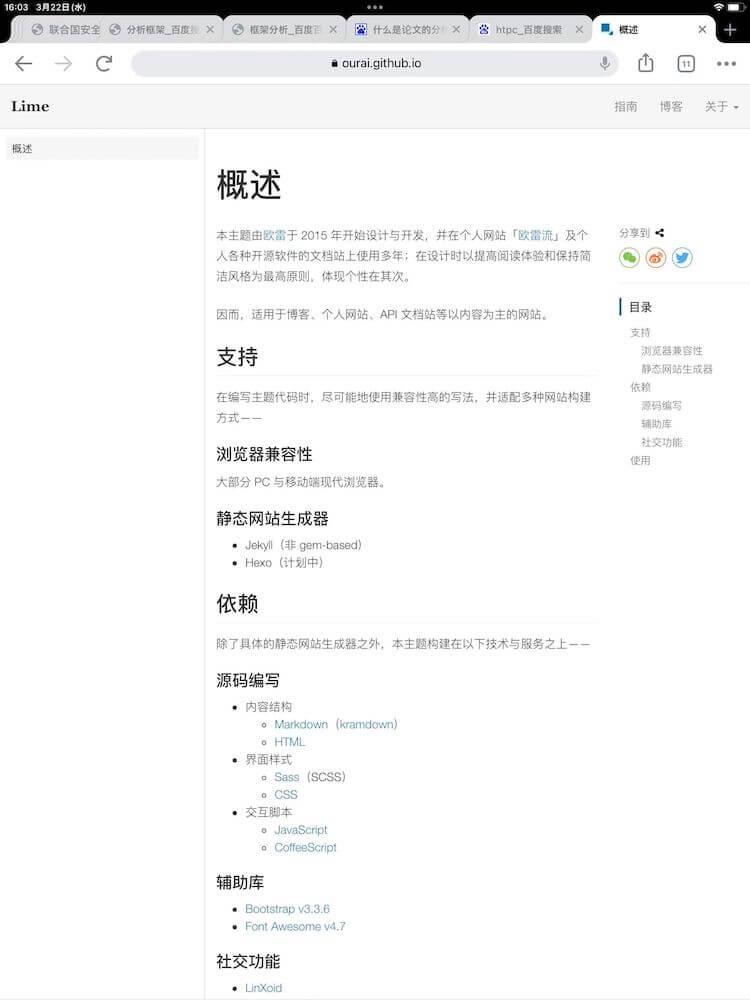 16:03 3月22日(水)
联合国安全
分析框架_百度搜
框架分析_百度百
什么是论文的分析
htpc_百度搜索
概述
ourai.github.io
11
Lime
指南
博客
关于
概述
概述
本主题由欧雷于 2015 年开始设计与开发，并在个人网站「欧雷流」及个
人各种开源软件的文档站上使用多年；在设计时以提高阅读体验和保持简
洁风格为最高原则，体现个性在其次。
因而，适用于博客、个人网站、API 文档站等以内容为主的网站。
支持
在编写主题代码时，尽可能地使用兼容性高的写法，并适配多种网站构建
方式——
浏览器兼容性
大部分 PC 与移动端现代浏览器。
静态网站生成器
Jekyll（非 gem-based）
Hexo（计划中）
依赖
除了具体的静态网站生成器之外，本主题构建在以下技术与服务之上——
源码编写
内容结构
Markdown（kramdown）
HTML
界面样式
Sass（SCSS）
CSS
交互脚本
JavaScript
CoffeeScript
辅助库
Bootstrap v3.3.6
Font Awesome v4.7
社交功能
LinXoid
分享到
目录
支持
浏览器兼容性
静态网站生成器
依赖
源码编写
辅助库
社交功能
使用